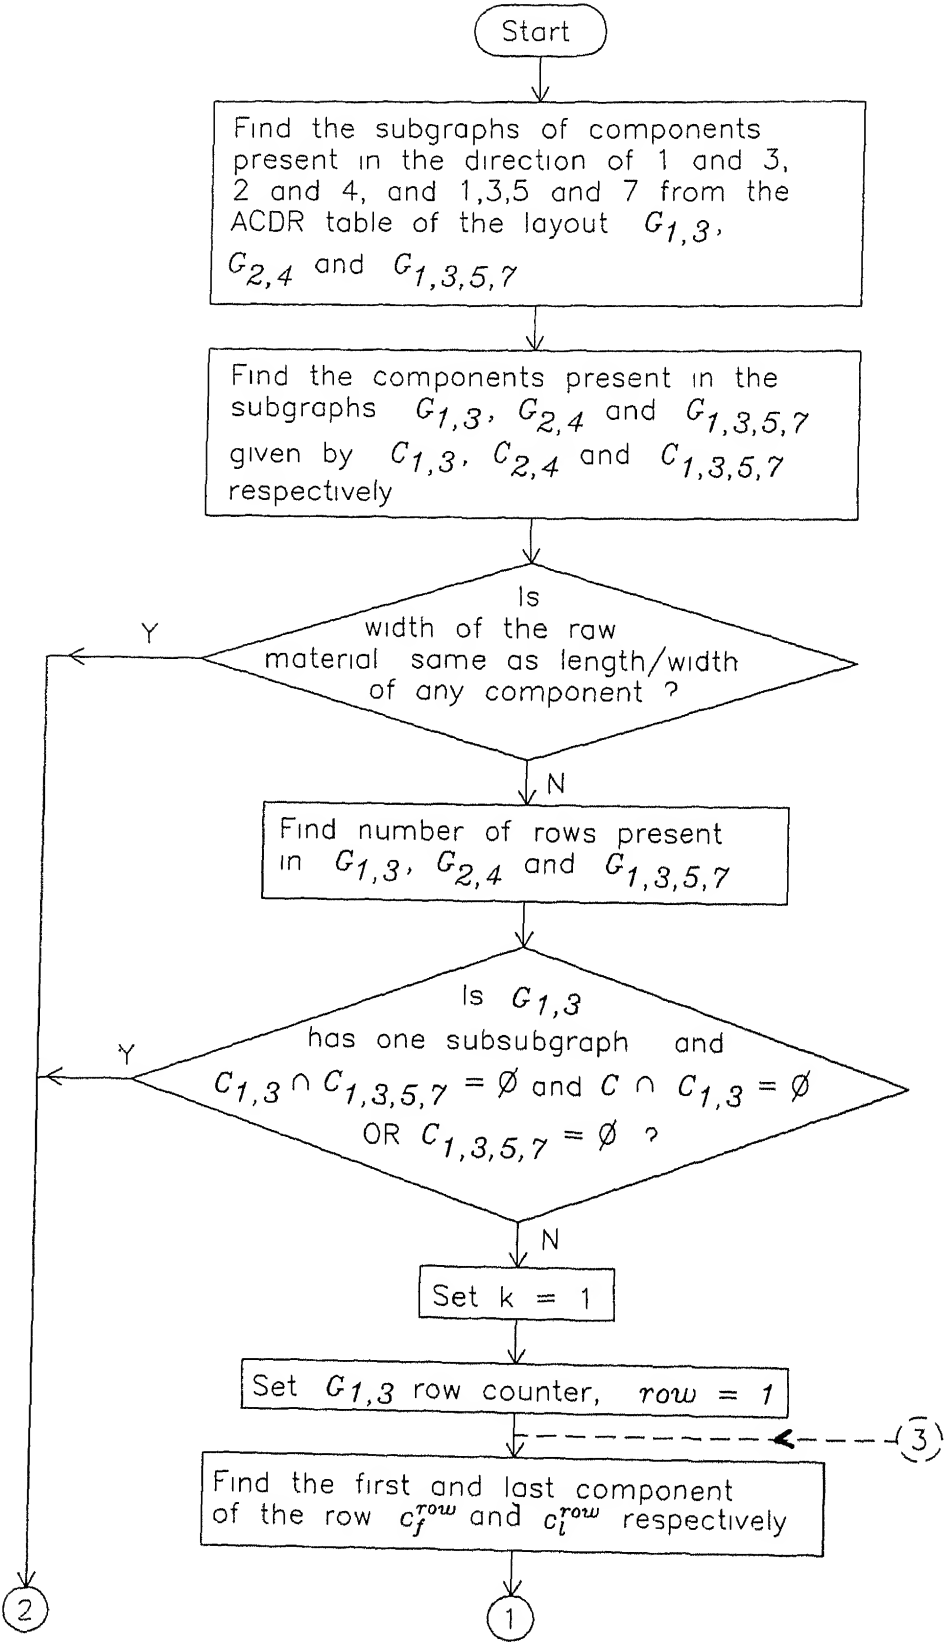 Start
Find the subgraphs of components
present in the direction of 1 and 3,
2 and 4, and 1,3,5 and 7 from the
ACDR table of the layout G1,3,
G2,4 and G1,3,5,7
Find the components present in the
subgraphs G1,3, G2,4 and G1,3,5,7
given by C1,3, C2,4 and C1,3,5,7
respectively
Is
width of the raw
material same as length/width
of any component ?
Y
N
Find number of rows present
in G1,3, G2,4 and G1,3,5,7
Is G1,3
has one subsubgraph and
C1,3 ∩ C1,3,5,7 = Ø and C ∩ C1,3 = Ø
OR C1,3,5,7 = Ø ?
Y
N
Set k = 1
Set G1,3 row counter, row = 1
3
Find the first and last component
of the row c_f^row and c_l^row respectively
2
1